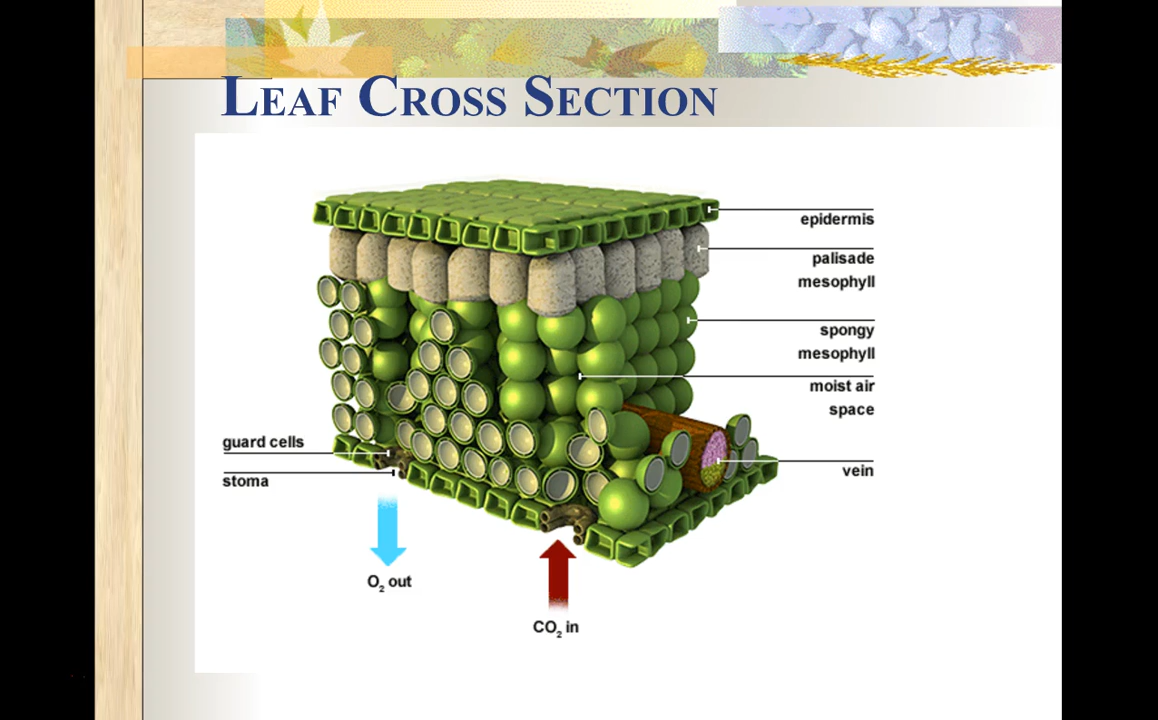 LEAF CROSS SECTION
epidermis
palisade
mesophyll
spongy
mesophyll
moist air
space
guard cells
stoma
vein
O₂ out
CO₂ in